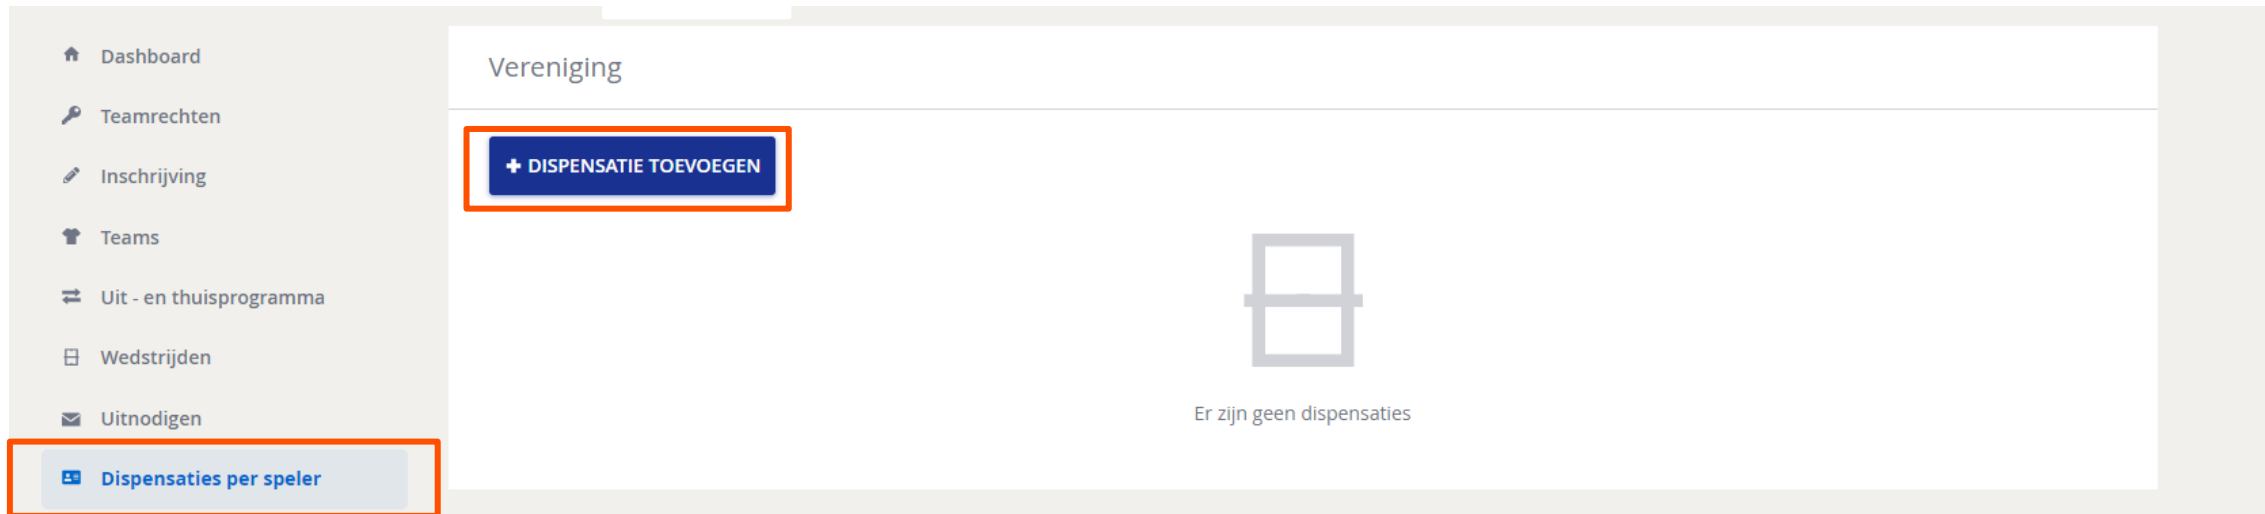 Dashboard
Teamrechten
Inschrijving
Teams
Uit - en thuisprogramma
Wedstrijden
Uitnodigen
Dispensaties per speler
Vereniging
+ DISPENSATIE TOEVOEGEN
Er zijn geen dispensaties